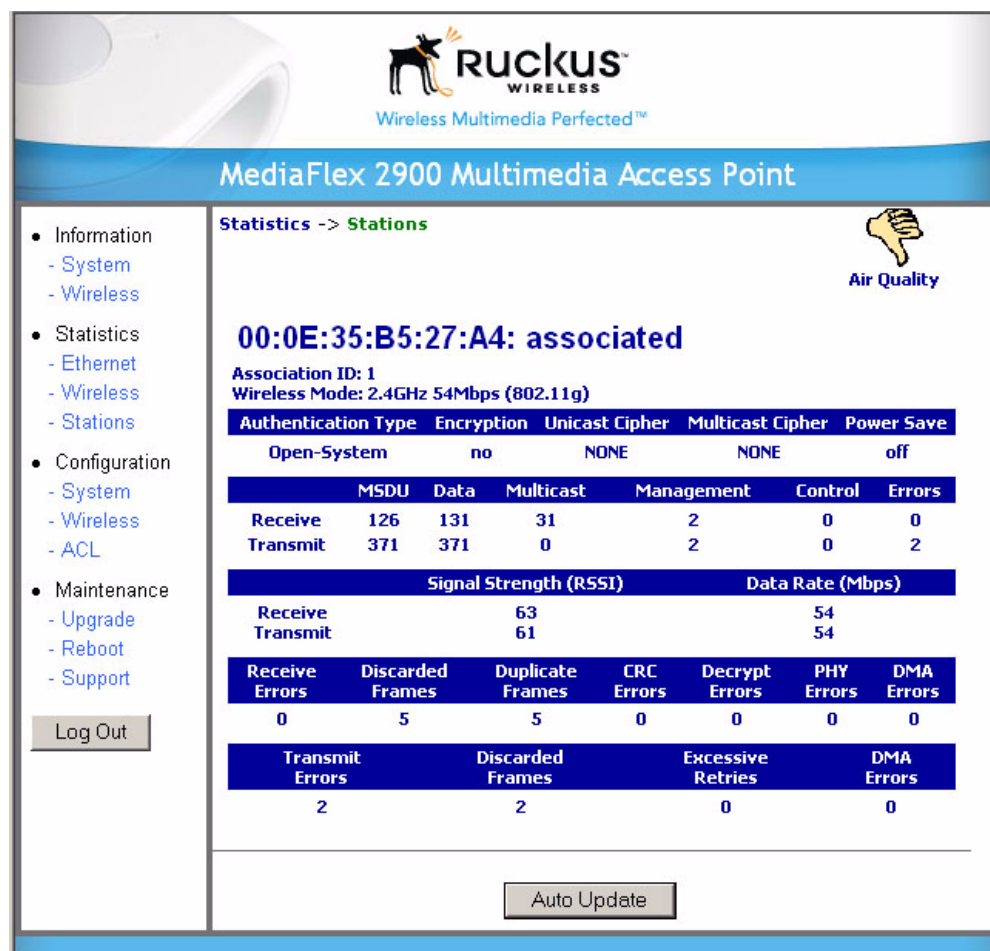 RUCKUS™
WIRELESS
Wireless Multimedia Perfected™
MediaFlex 2900 Multimedia Access Point
• Information
- System
- Wireless
• Statistics
- Ethernet
- Wireless
- Stations
• Configuration
- System
- Wireless
- ACL
• Maintenance
- Upgrade
- Reboot
- Support
Log Out
Statistics -> Stations
Air Quality
00:0E:35:B5:27:A4: associated
Association ID: 1
Wireless Mode: 2.4GHz 54Mbps (802.11g)
Authentication Type Encryption Unicast Cipher Multicast Cipher Power Save
Open-System no NONE NONE off
MSDU Data Multicast Management Control Errors
Receive 126 131 31 2 0 0
Transmit 371 371 0 2 0 2
Signal Strength (RSSI) Data Rate (Mbps)
Receive 63 54
Transmit 61 54
Receive Discarded Duplicate CRC Decrypt PHY DMA
Errors Frames Frames Errors Errors Errors Errors
0 5 5 0 0 0 0
Transmit Discarded Excessive DMA
Errors Frames Retries Errors
2 2 0 0
Auto Update